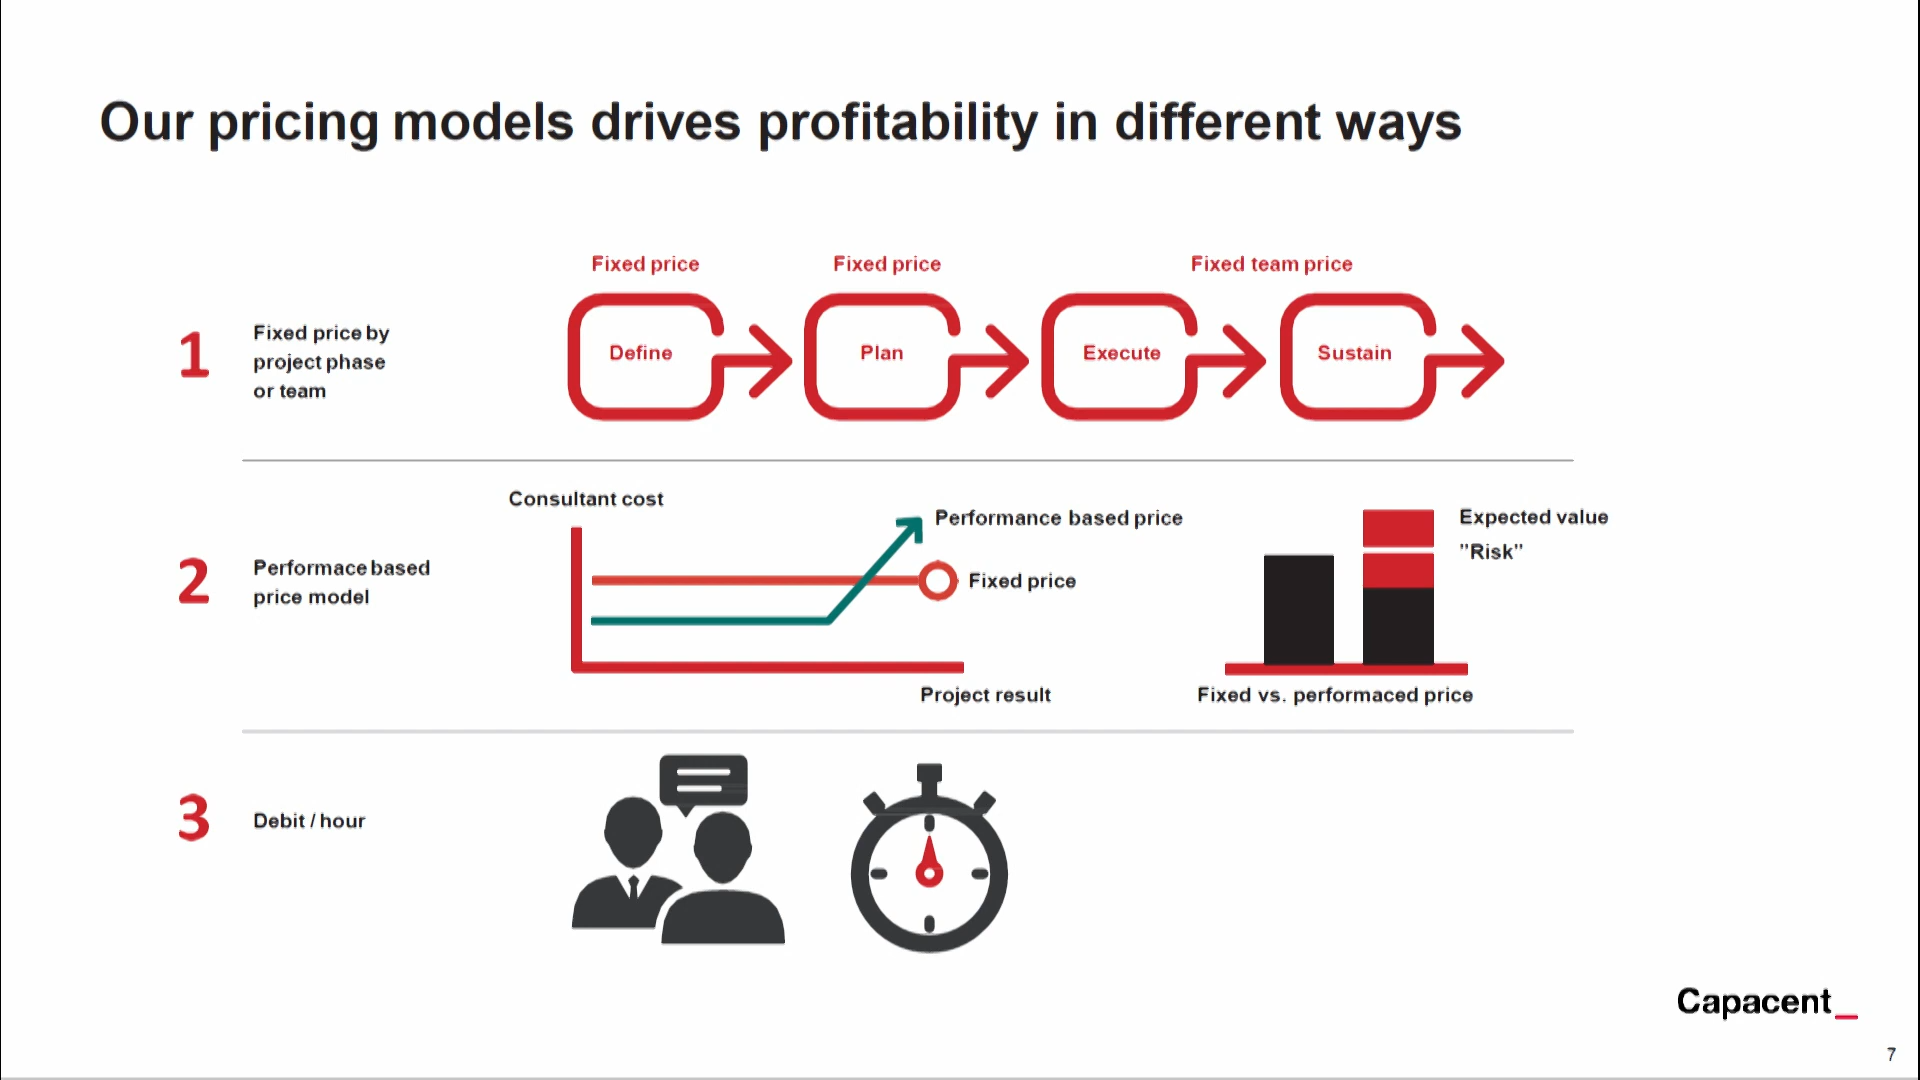 Our pricing models drives profitability in different ways
1
Fixed price by
project phase
or team
Fixed price
Fixed price
Fixed team price
Define
Plan
Execute
Sustain
2
Performace based
price model
Consultant cost
Performance based price
Fixed price
Project result
Expected value
"Risk"
Fixed vs. performaced price
3
Debit / hour
Capacent_
7